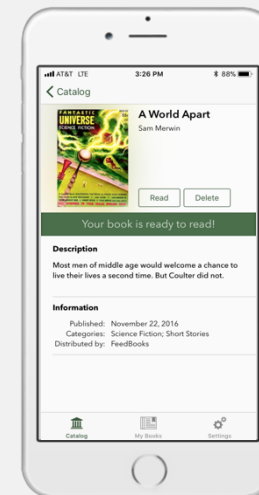 AT&T LTE 3:26 PM 88%
Catalog
FANTASTIC
UNIVERSE
SCIENCE FICTION
A World Apart
Sam Merwin
Read Delete
Your book is ready to read!
Description
Most men of middle age would welcome a chance to
live their lives a second time. But Coulter did not.
Information
Published: November 22, 2016
Categories: Science Fiction; Short Stories
Distributed by: FeedBooks
Catalog My Books Settings